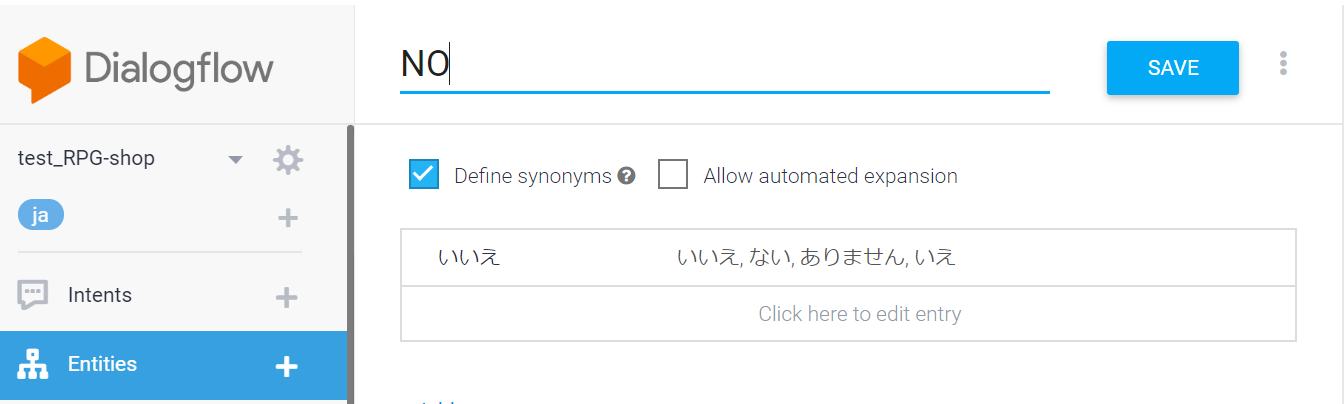 Dialogflow
NO
SAVE
test_RPG-shop
ja
Define synonyms
Allow automated expansion
いいえ
いいえ, ない, ありません, いえ
Click here to edit entry
Intents
Entities